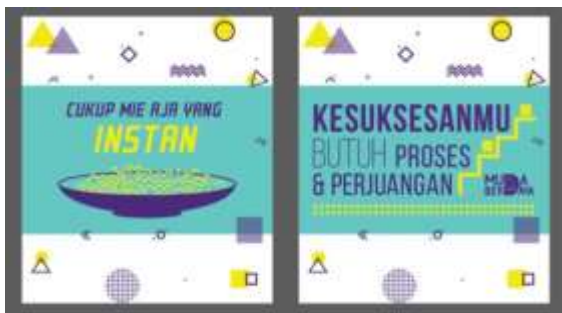 CUKUP MIE AJA YANG
INSTAN
KESUKSESANMU
BUTUH PROSES
& PERJUANGAN